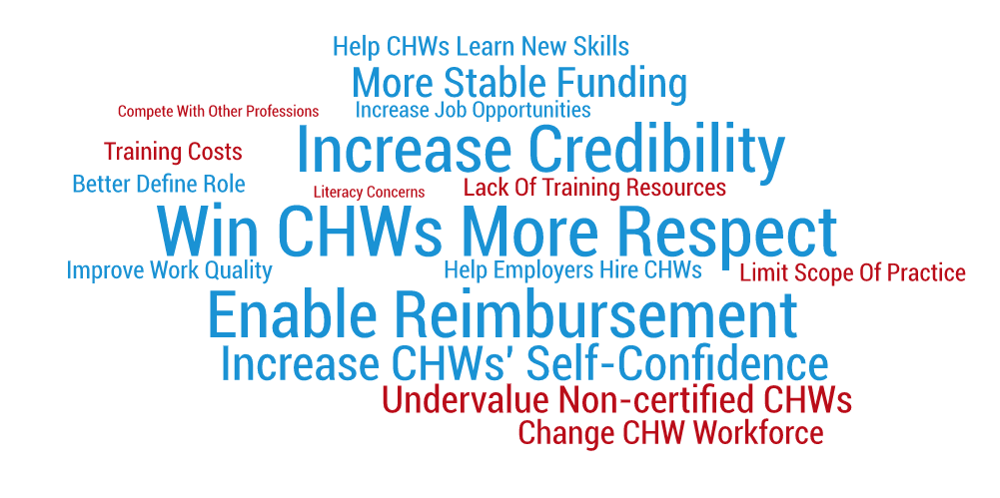 Help CHWs Learn New Skills
More Stable Funding
Compete With Other Professions
Increase Job Opportunities
Increase Credibility
Training Costs
Better Define Role
Literacy Concerns
Lack Of Training Resources
Win CHWs More Respect
Improve Work Quality
Help Employers Hire CHWs
Limit Scope Of Practice
Enable Reimbursement
Increase CHWs’ Self-Confidence
Undervalue Non-certified CHWs
Change CHW Workforce